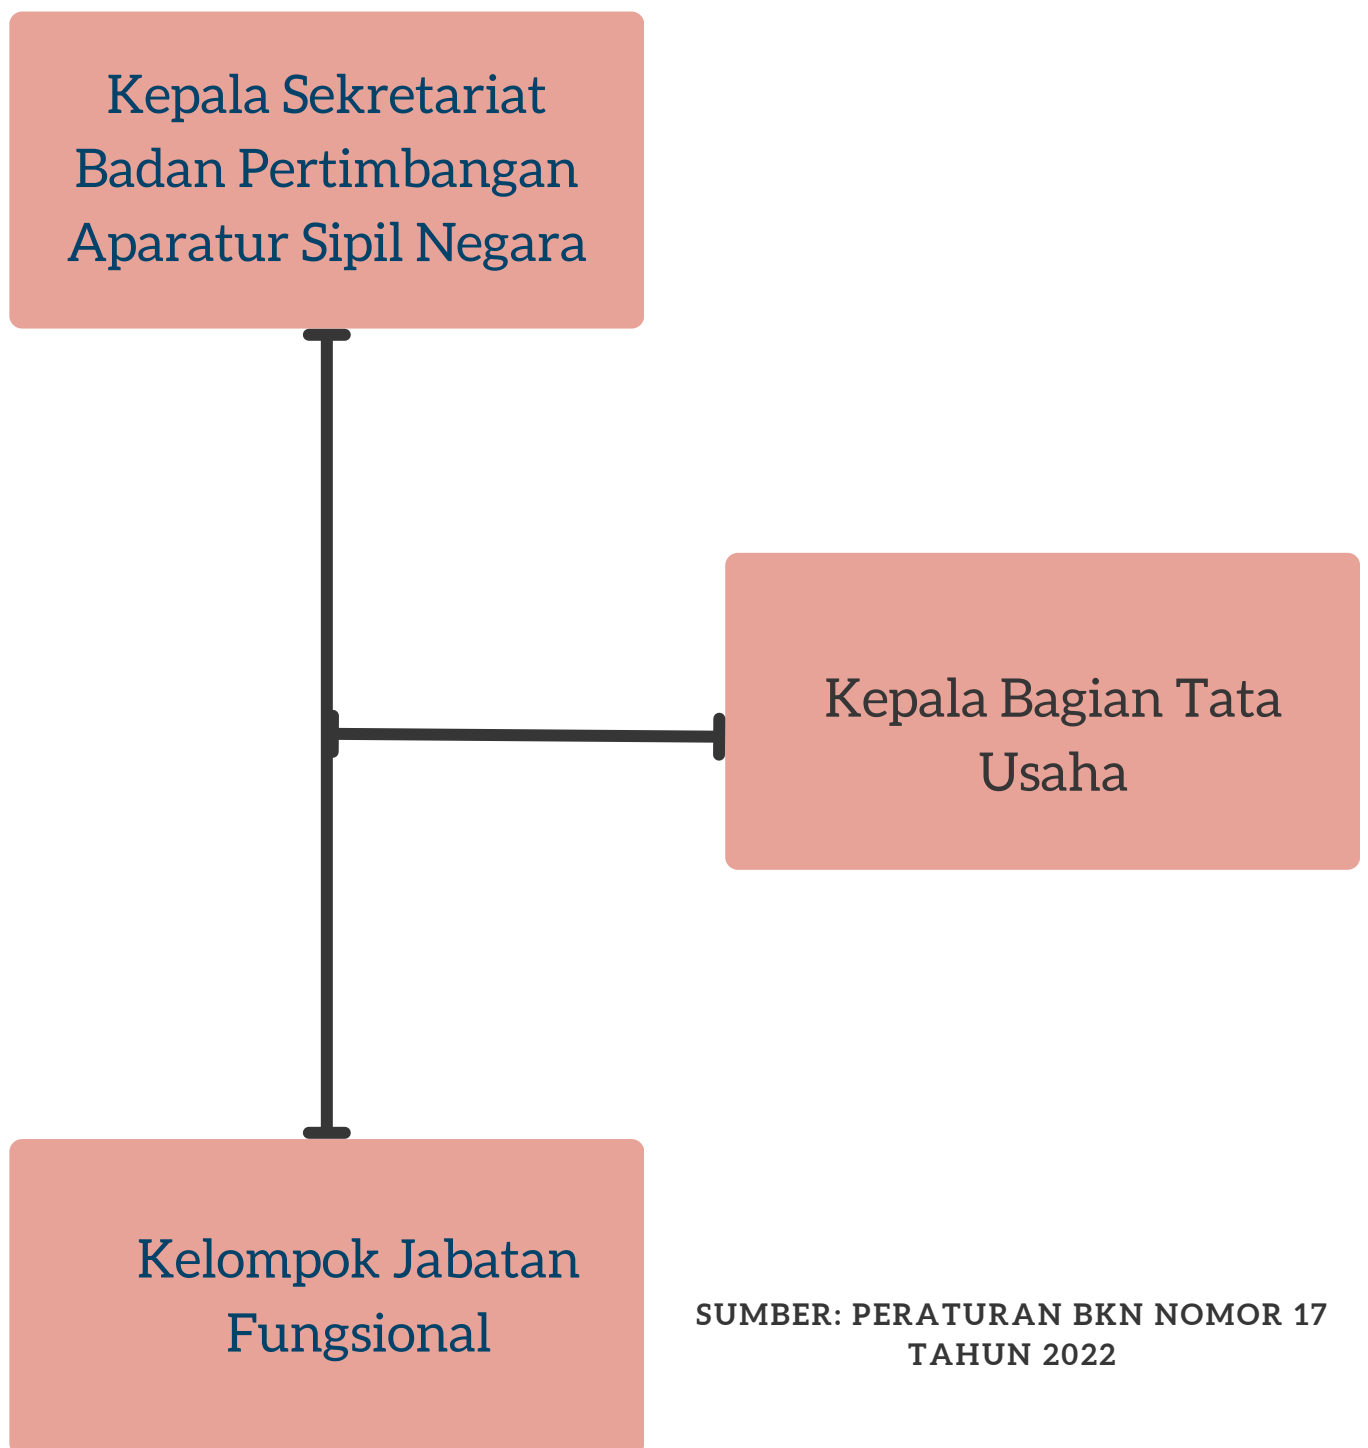 Kepala Sekretariat
Badan Pertimbangan
Aparatur Sipil Negara
Kepala Bagian Tata
Usaha
Kelompok Jabatan
Fungsional
SUMBER: PERATURAN BKN NOMOR 17
TAHUN 2022